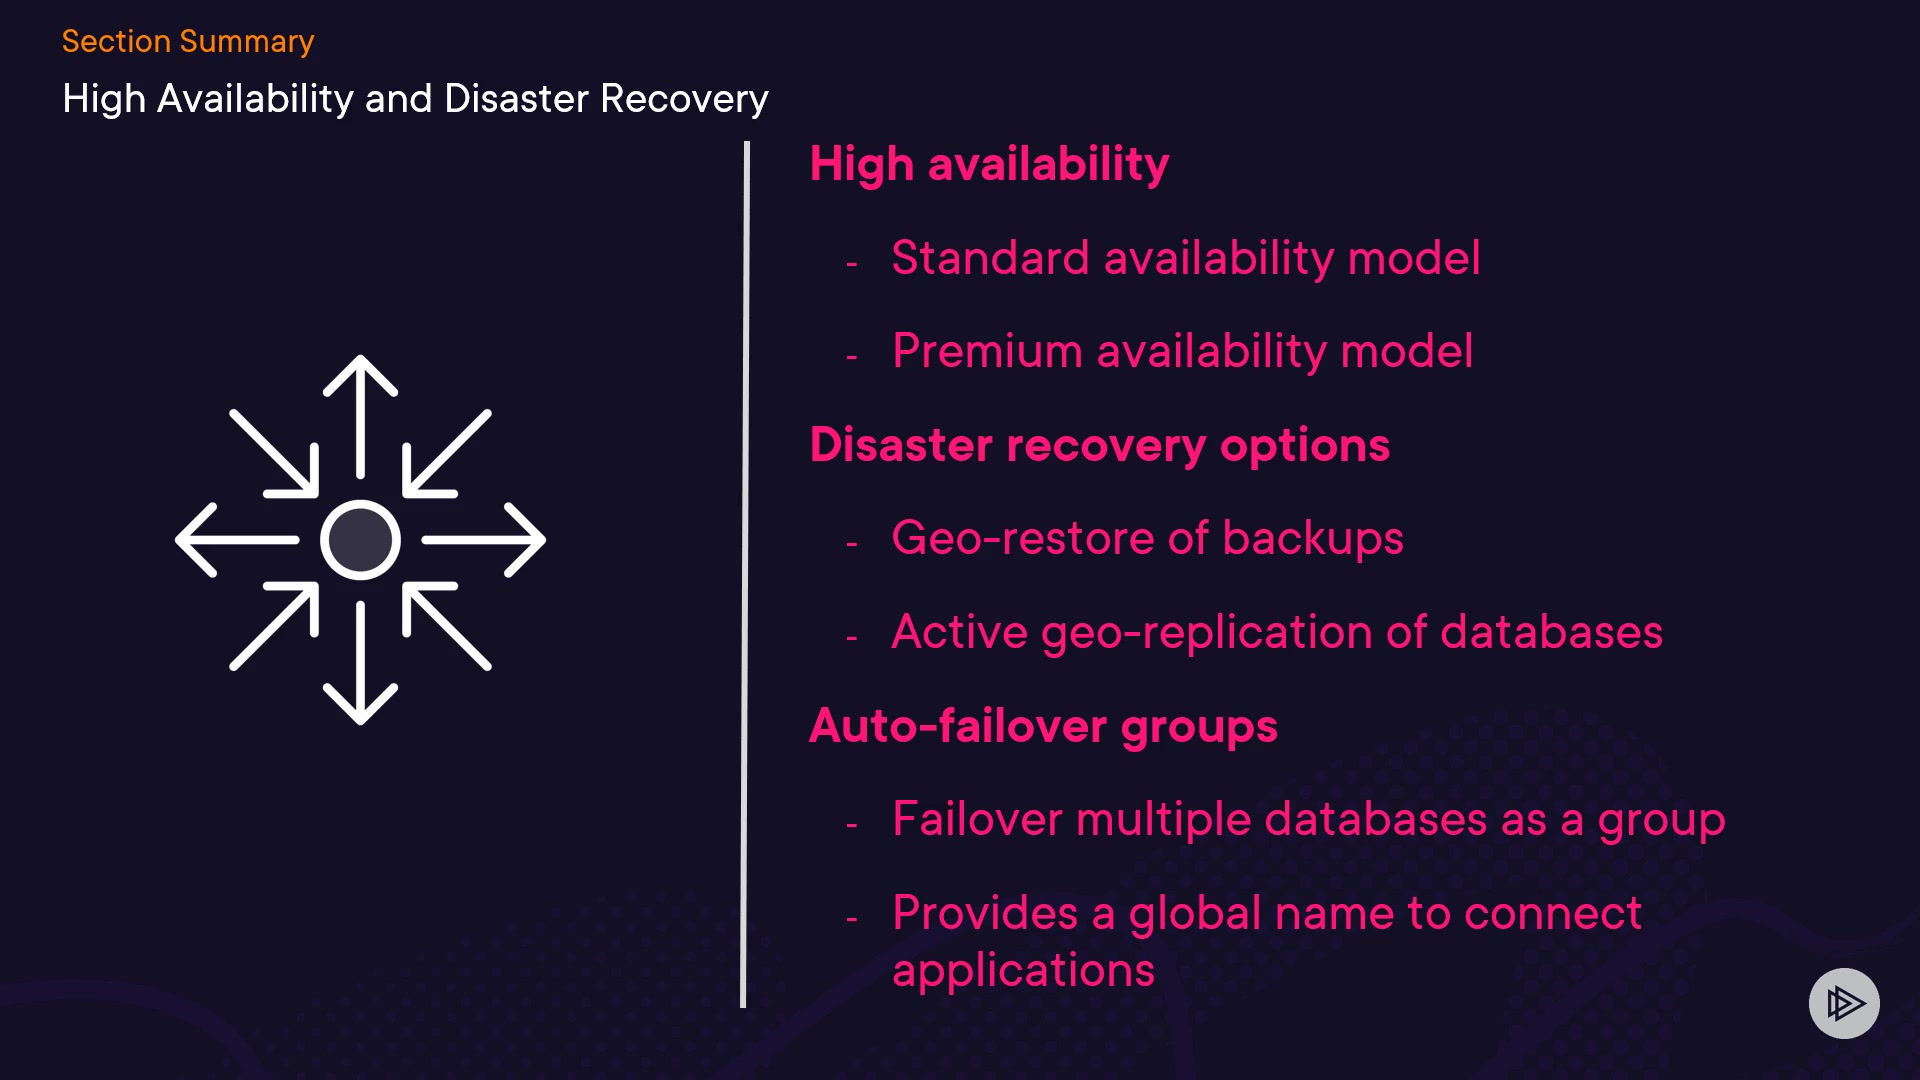 Section Summary
High Availability and Disaster Recovery
High availability
- Standard availability model
- Premium availability model
Disaster recovery options
- Geo-restore of backups
- Active geo-replication of databases
Auto-failover groups
- Failover multiple databases as a group
- Provides a global name to connect
applications